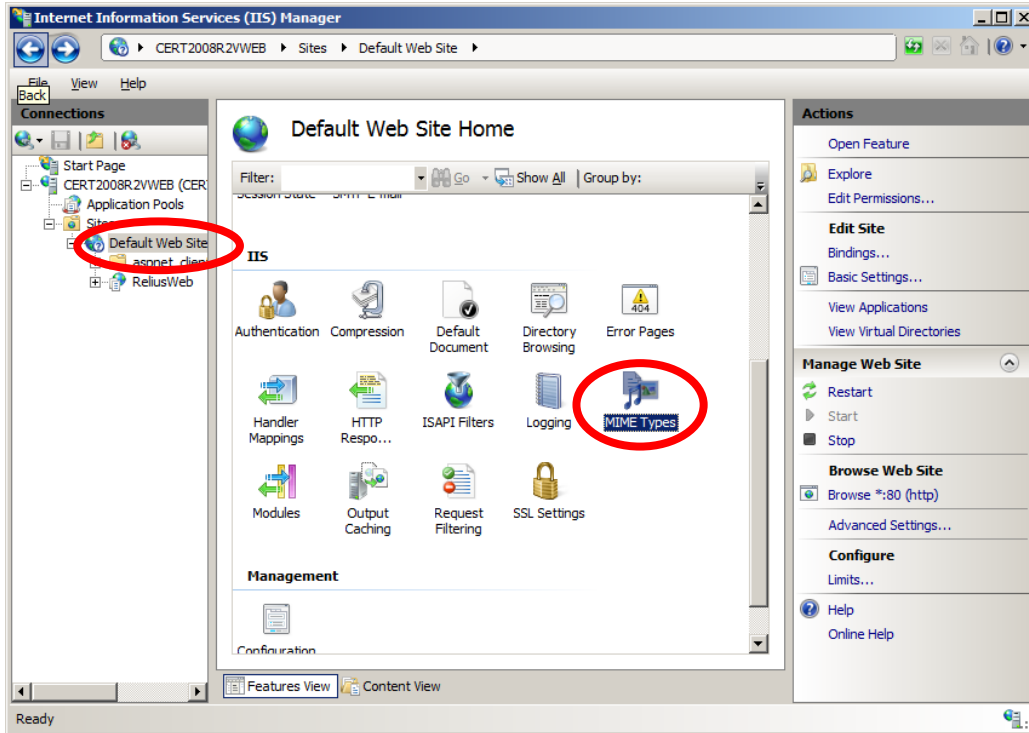 Internet Information Services (IIS) Manager
CERT2008R2VWEB Sites Default Web Site
File View Help
Back
Connections
Start Page
CERT2008R2VWEB (CER
Application Pools
Sites
Default Web Site
aspnet_clien
ReliusWeb
Default Web Site Home
Filter: Go Show All Group by:
Session State SMTP E-mail
IIS
Authentication Compression Default Document Directory Browsing Error Pages
404
Handler Mappings HTTP Respo... ISAPI Filters Logging MIME Types
Modules Output Caching Request Filtering SSL Settings
Management
Configuration
Features View Content View
Actions
Open Feature
Explore
Edit Permissions...
Edit Site
Bindings...
Basic Settings...
View Applications
View Virtual Directories
Manage Web Site
Restart
Start
Stop
Browse Web Site
Browse *:80 (http)
Advanced Settings...
Configure
Limits...
Help
Online Help
Ready